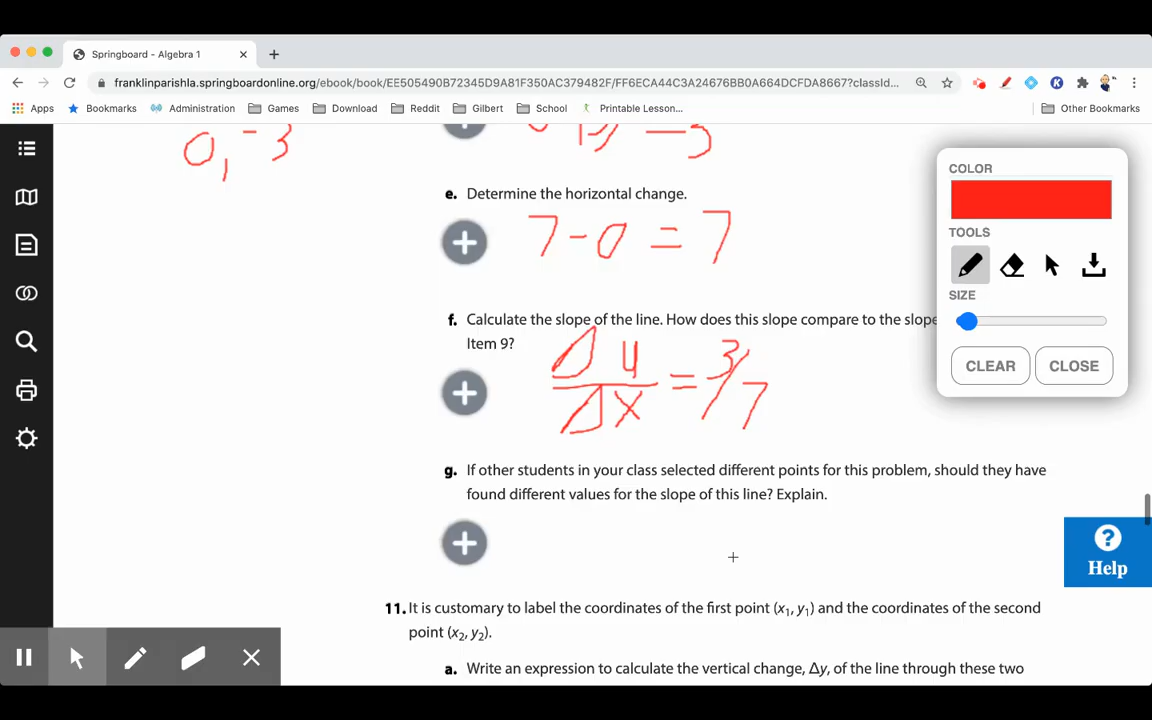 Springboard - Algebra 1
franklinparishla.springboardonline.org/ebook/book/EE505490B72345D9A81F350AC379482F/FF6ECA44C3A24676BB0A664DCFDA8667?classId...
Apps Bookmarks Administration Games Download Reddit Gilbert School Printable Lesson... Other Bookmarks
0, -3
e. Determine the horizontal change.
7 - 0 = 7
f. Calculate the slope of the line. How does this slope compare to the slope
Item 9?
Δy/Δx = 3/7
g. If other students in your class selected different points for this problem, should they have
found different values for the slope of this line? Explain.
11. It is customary to label the coordinates of the first point (x₁, y₁) and the coordinates of the second
point (x₂, y₂).
a. Write an expression to calculate the vertical change, Δy, of the line through these two
COLOR
TOOLS
SIZE
CLEAR CLOSE
?
Help